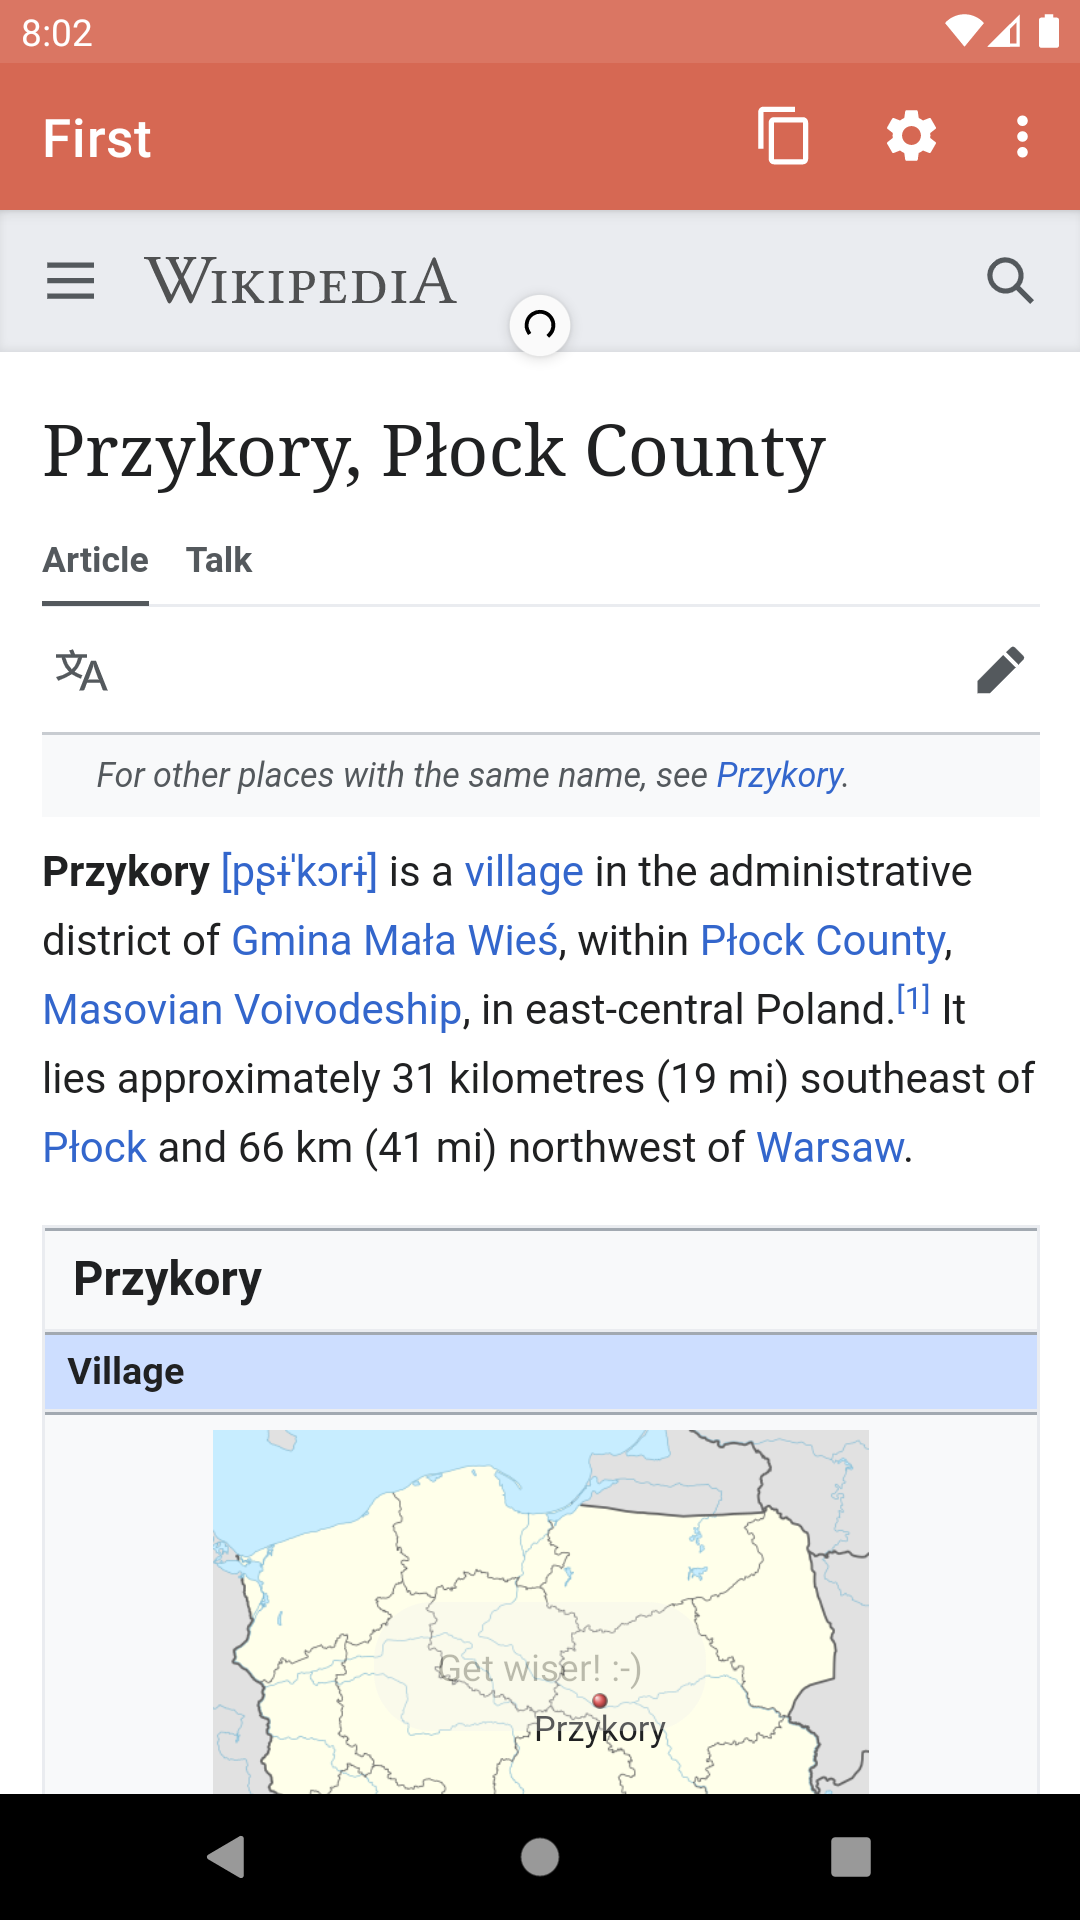 8:02
First
WIKIPEDIA
Przykory, Płock County
Article Talk
For other places with the same name, see Przykory.
Przykory [pʂɨˈkɔrɨ] is a village in the administrative
district of Gmina Mała Wieś, within Płock County,
Masovian Voivodeship, in east-central Poland.[1] It
lies approximately 31 kilometres (19 mi) southeast of
Płock and 66 km (41 mi) northwest of Warsaw.
Przykory
Village
Get wiser! :-)
Przykory